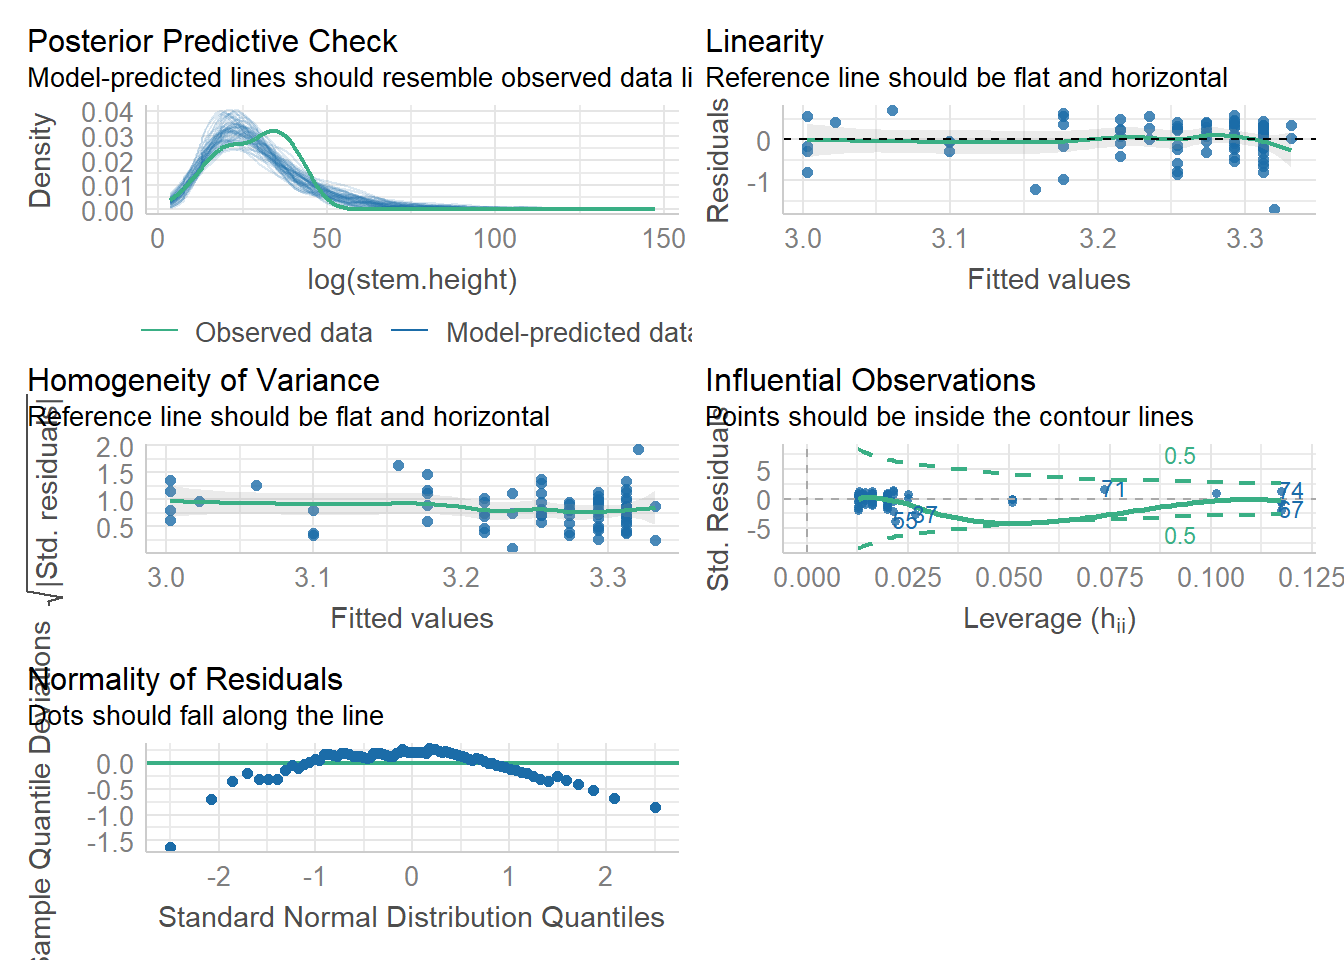 Posterior Predictive Check
Model-predicted lines should resemble observed data li
Density
0.04
0.03
0.02
0.01
0.00
0
50
100
150
log(stem.height)
Observed data
Model-predicted data
Linearity
Reference line should be flat and horizontal
Residuals
0
-1
3.0
3.1
3.2
3.3
Fitted values
Homogeneity of Variance
Reference line should be flat and horizontal
√|Std. residuals|
2.0
1.5
1.0
0.5
3.0
3.1
3.2
3.3
Fitted values
Influential Observations
Points should be inside the contour lines
Std. Residuals
5
0
-5
0.5
0.5
71
74
67
55
37
0.000
0.025
0.050
0.075
0.100
0.125
Leverage (hii)
Normality of Residuals
Dots should fall along the line
Sample Quantile Deviations
0.0
-0.5
-1.0
-1.5
-2
-1
0
1
2
Standard Normal Distribution Quantiles